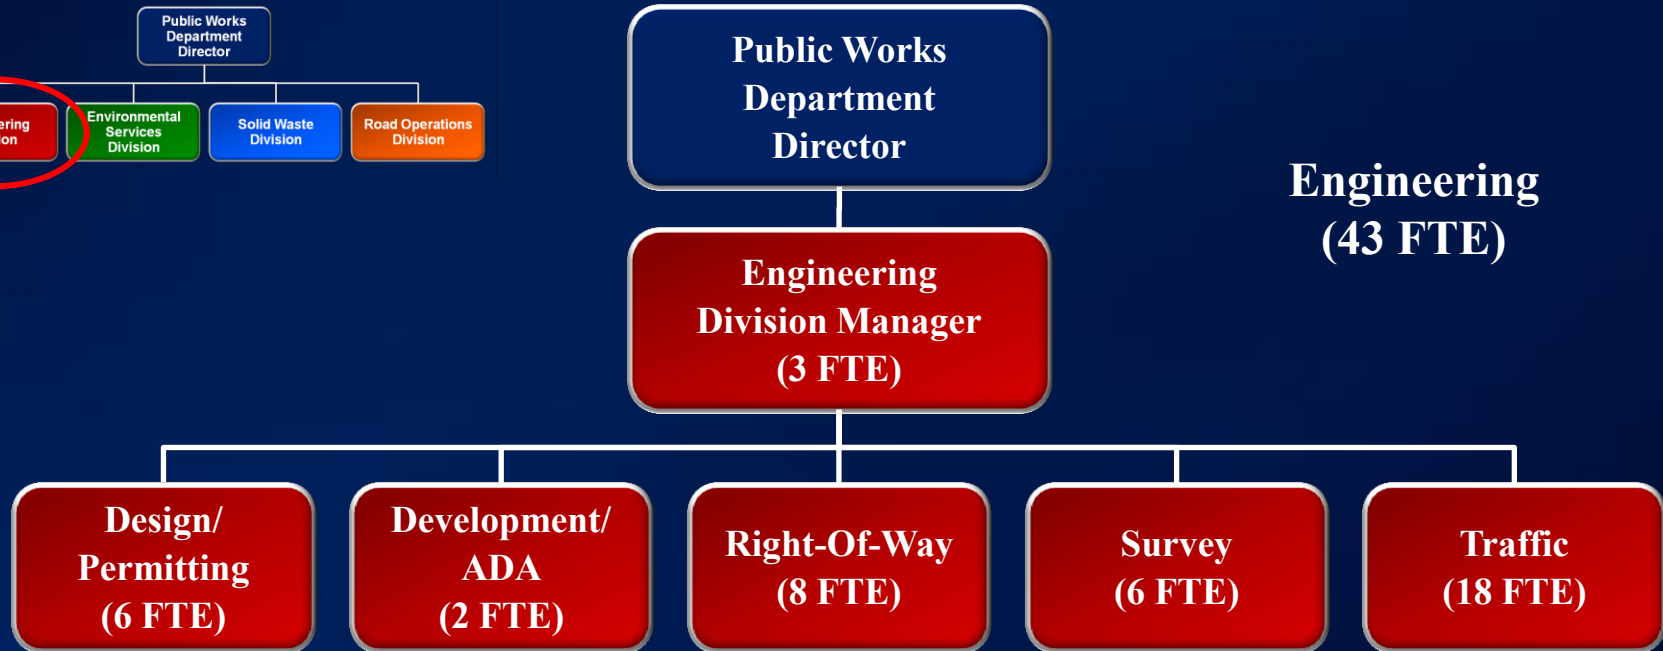 Public Works
Department
Director
ering
ion
Environmental
Services
Division
Solid Waste
Division
Road Operations
Division
Public Works
Department
Director
Engineering
(43 FTE)
Engineering
Division Manager
(3 FTE)
Design/
Permitting
(6 FTE)
Development/
ADA
(2 FTE)
Right-Of-Way
(8 FTE)
Survey
(6 FTE)
Traffic
(18 FTE)